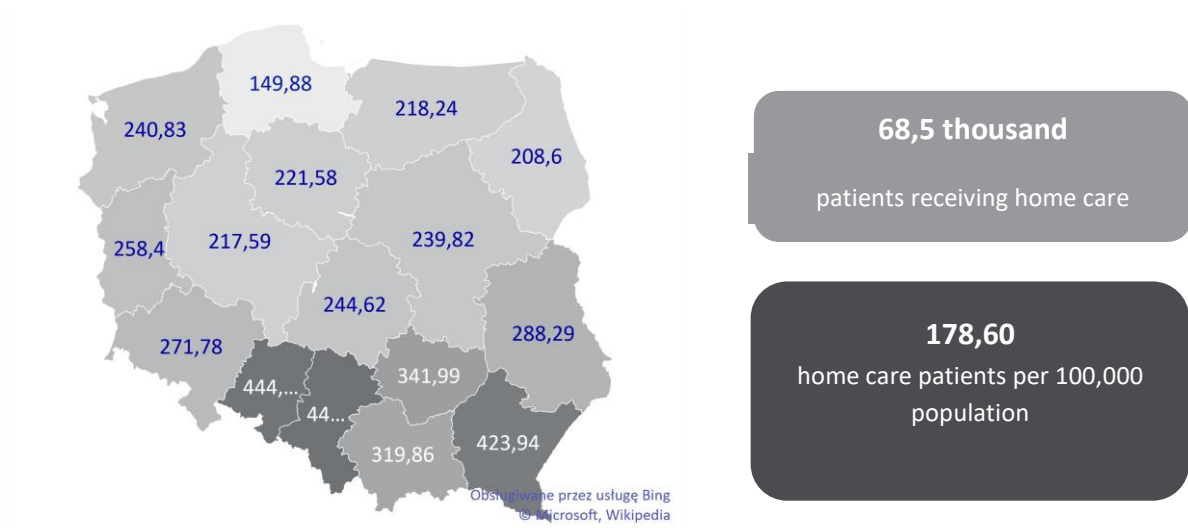 149,88
218,24
240,83
208,6
221,58
217,59
239,82
258,4
244,62
288,29
271,78
341,99
444,...
44...
423,94
319,86
Obsługiwane przez usługę Bing
© Microsoft, Wikipedia
68,5 thousand
patients receiving home care
178,60
home care patients per 100,000
population